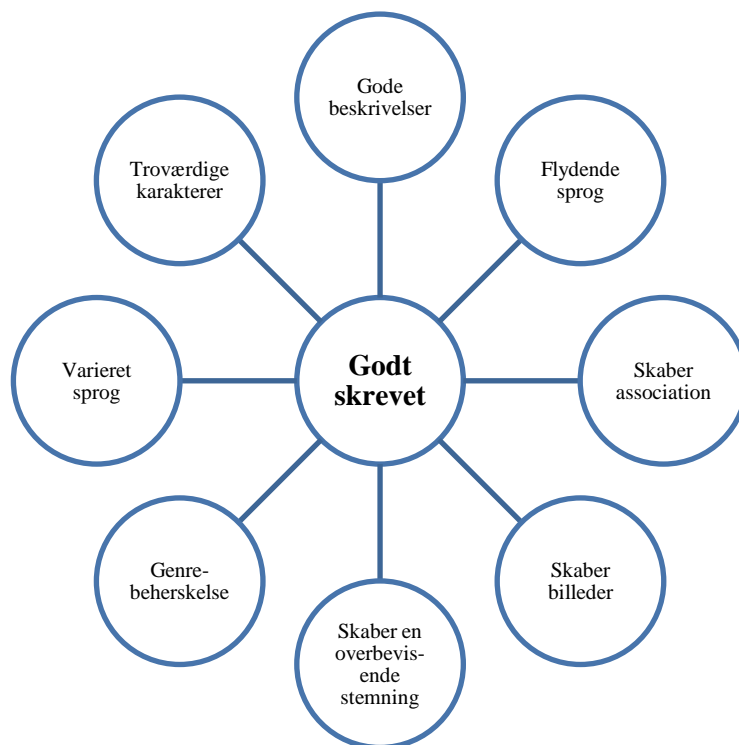 Gode
beskrivelser
Flydende
sprog
Skaber
association
Skaber
billeder
Skaber en
overbevis-
ende
stemning
Genre-
beherskelse
Varieret
sprog
Troværdige
karakterer
Godt
skrevet